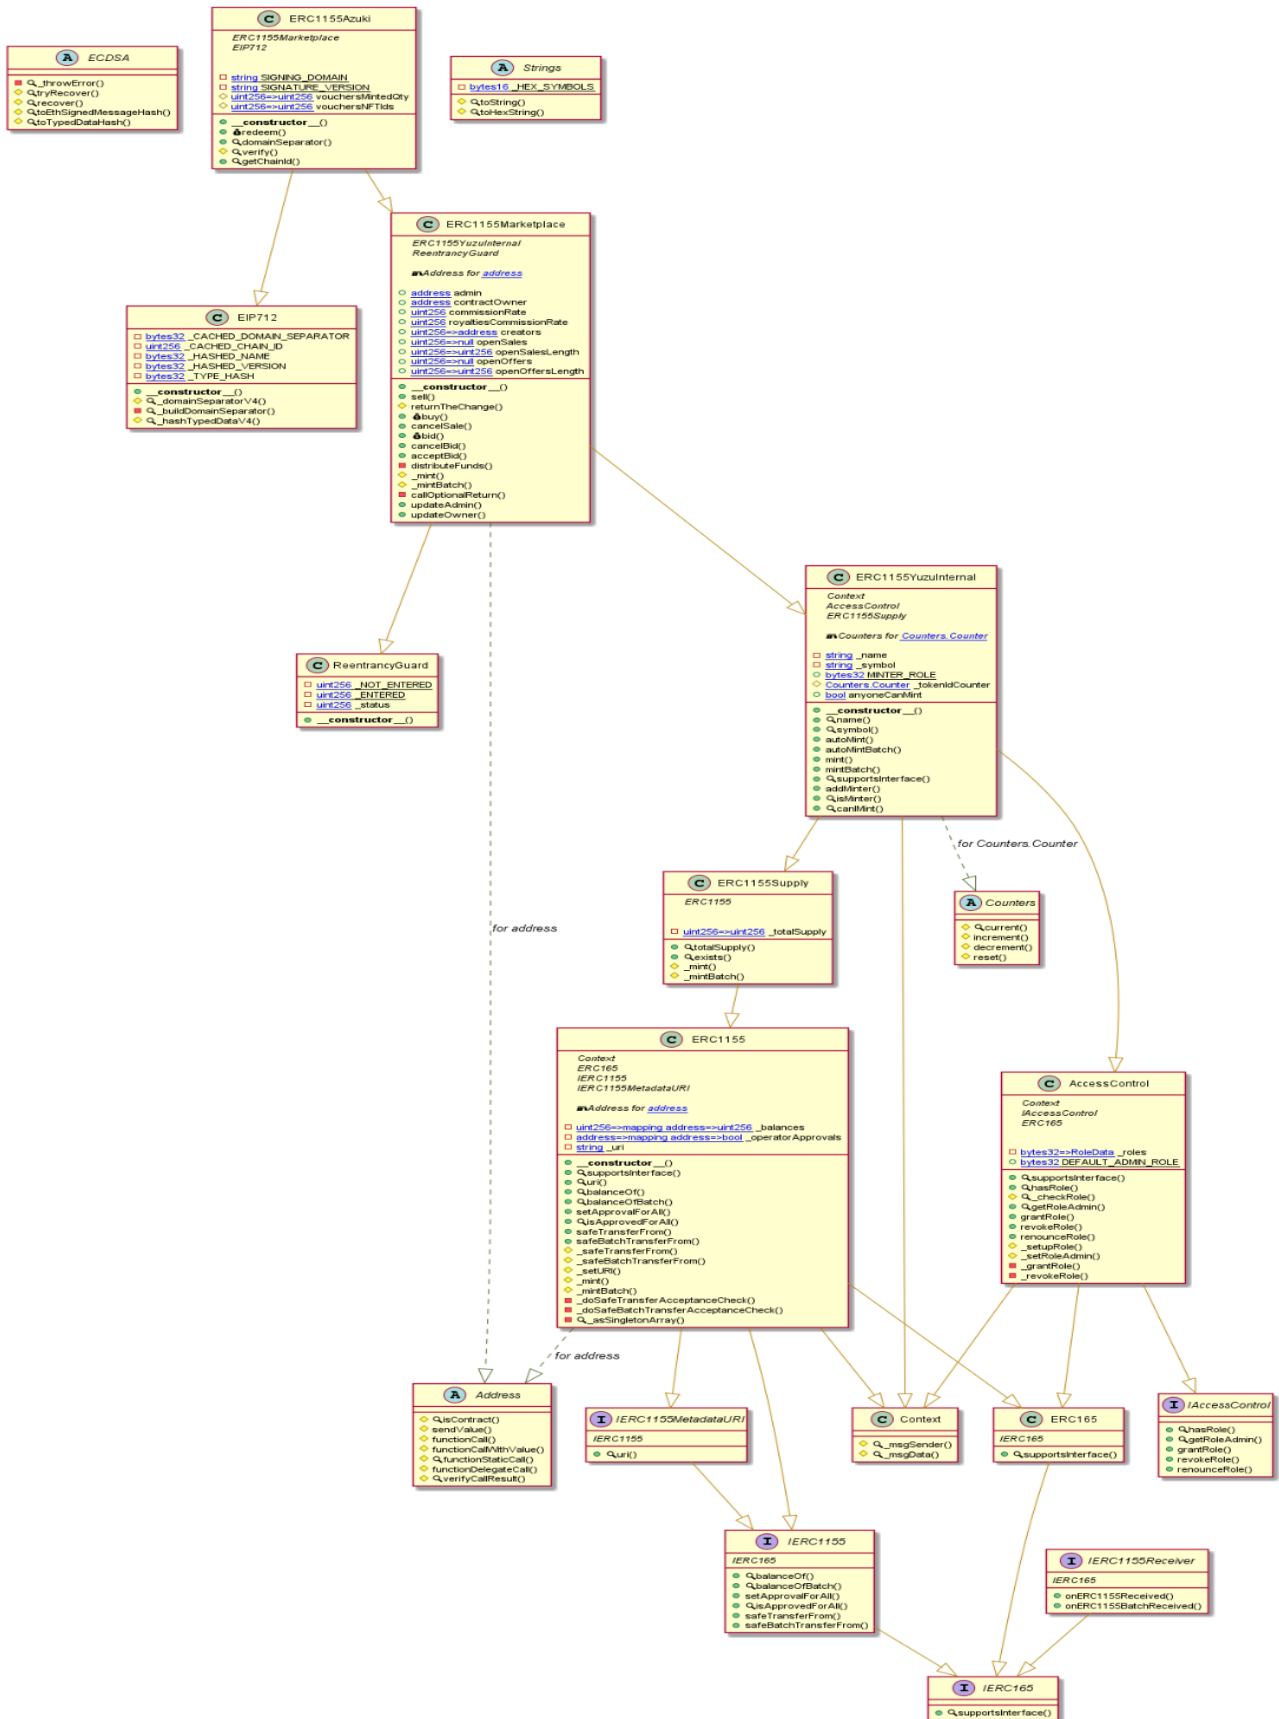 ERC1155Azuki
ERC1155Marketplace
EIP712
string SIGNING_DOMAIN
string SIGNATURE_VERSION
uint256=>uint256 vouchersMintedQty
uint256=>uint256 vouchersNFTIds
__constructor__()
redeem()
domainSeparator()
verify()
getChainId()
ECDSA
_throwError()
tryRecover()
recover()
toEthSignedMessageHash()
toTypedDataHash()
Strings
bytes16 _HEX_SYMBOLS
toString()
toHexString()
ERC1155Marketplace
ERC1155YuzuInternal
ReentrancyGuard
Address for address
address admin
address contractOwner
uint256 commissionRate
uint256 royaltiesCommissionRate
uint256=>address creators
uint256=>null openSales
uint256=>uint256 openSalesLength
uint256=>null openOffers
uint256=>uint256 openOffersLength
__constructor__()
sell()
returnTheChange()
buy()
cancelSale()
bid()
cancelBid()
acceptBid()
distributeFunds()
_mint()
_mintBatch()
callOptionalReturn()
updateAdmin()
updateOwner()
EIP712
bytes32 _CACHED_DOMAIN_SEPARATOR
uint256 _CACHED_CHAIN_ID
bytes32 _HASHED_NAME
bytes32 _HASHED_VERSION
bytes32 _TYPE_HASH
__constructor__()
_domainSeparatorV4()
_buildDomainSeparator()
_hashTypedDataV4()
ERC1155YuzuInternal
Context
AccessControl
ERC1155Supply
Counters for Counters.Counter
string _name
string _symbol
bytes32 MINTER_ROLE
Counters.Counter _tokenIdCounter
bool anyoneCanMint
__constructor__()
name()
symbol()
autoMint()
autoMintBatch()
mint()
mintBatch()
supportsInterface()
addMinter()
isMinter()
canIMint()
ReentrancyGuard
uint256 _NOT_ENTERED
uint256 _ENTERED
uint256 _status
__constructor__()
for Counters.Counter
ERC1155Supply
ERC1155
uint256=>uint256 _totalSupply
totalSupply()
exists()
_mint()
_mintBatch()
Counters
current()
increment()
decrement()
reset()
for address
ERC1155
Context
ERC165
IERC1155
IERC1155MetadataURI
Address for address
uint256=>mapping address=>uint256 _balances
address=>mapping address=>bool _operatorApprovals
string _uri
__constructor__()
supportsInterface()
uri()
balanceOf()
balanceOfBatch()
setApprovalForAll()
isApprovedForAll()
safeTransferFrom()
safeBatchTransferFrom()
_safeTransferFrom()
_safeBatchTransferFrom()
_setURI()
_mint()
_mintBatch()
_doSafeTransferAcceptanceCheck()
_doSafeBatchTransferAcceptanceCheck()
_asSingletonArray()
AccessControl
Context
IAccessControl
ERC165
bytes32=>RoleData _roles
bytes32 DEFAULT_ADMIN_ROLE
supportsInterface()
hasRole()
_checkRole()
getRoleAdmin()
grantRole()
revokeRole()
renounceRole()
_setupRole()
_setRoleAdmin()
_grantRole()
_revokeRole()
for address
Address
isContract()
sendValue()
functionCall()
functionCallWithValue()
functionStaticCall()
functionDelegateCall()
verifyCallResult()
IERC1155MetadataURI
IERC1155
uri()
Context
_msgSender()
_msgData()
ERC165
IERC165
supportsInterface()
IAccessControl
hasRole()
getRoleAdmin()
grantRole()
revokeRole()
renounceRole()
IERC1155
IERC165
balanceOf()
balanceOfBatch()
setApprovalForAll()
isApprovedForAll()
safeTransferFrom()
safeBatchTransferFrom()
IERC1155Receiver
IERC165
onERC1155Received()
onERC1155BatchReceived()
IERC165
supportsInterface()